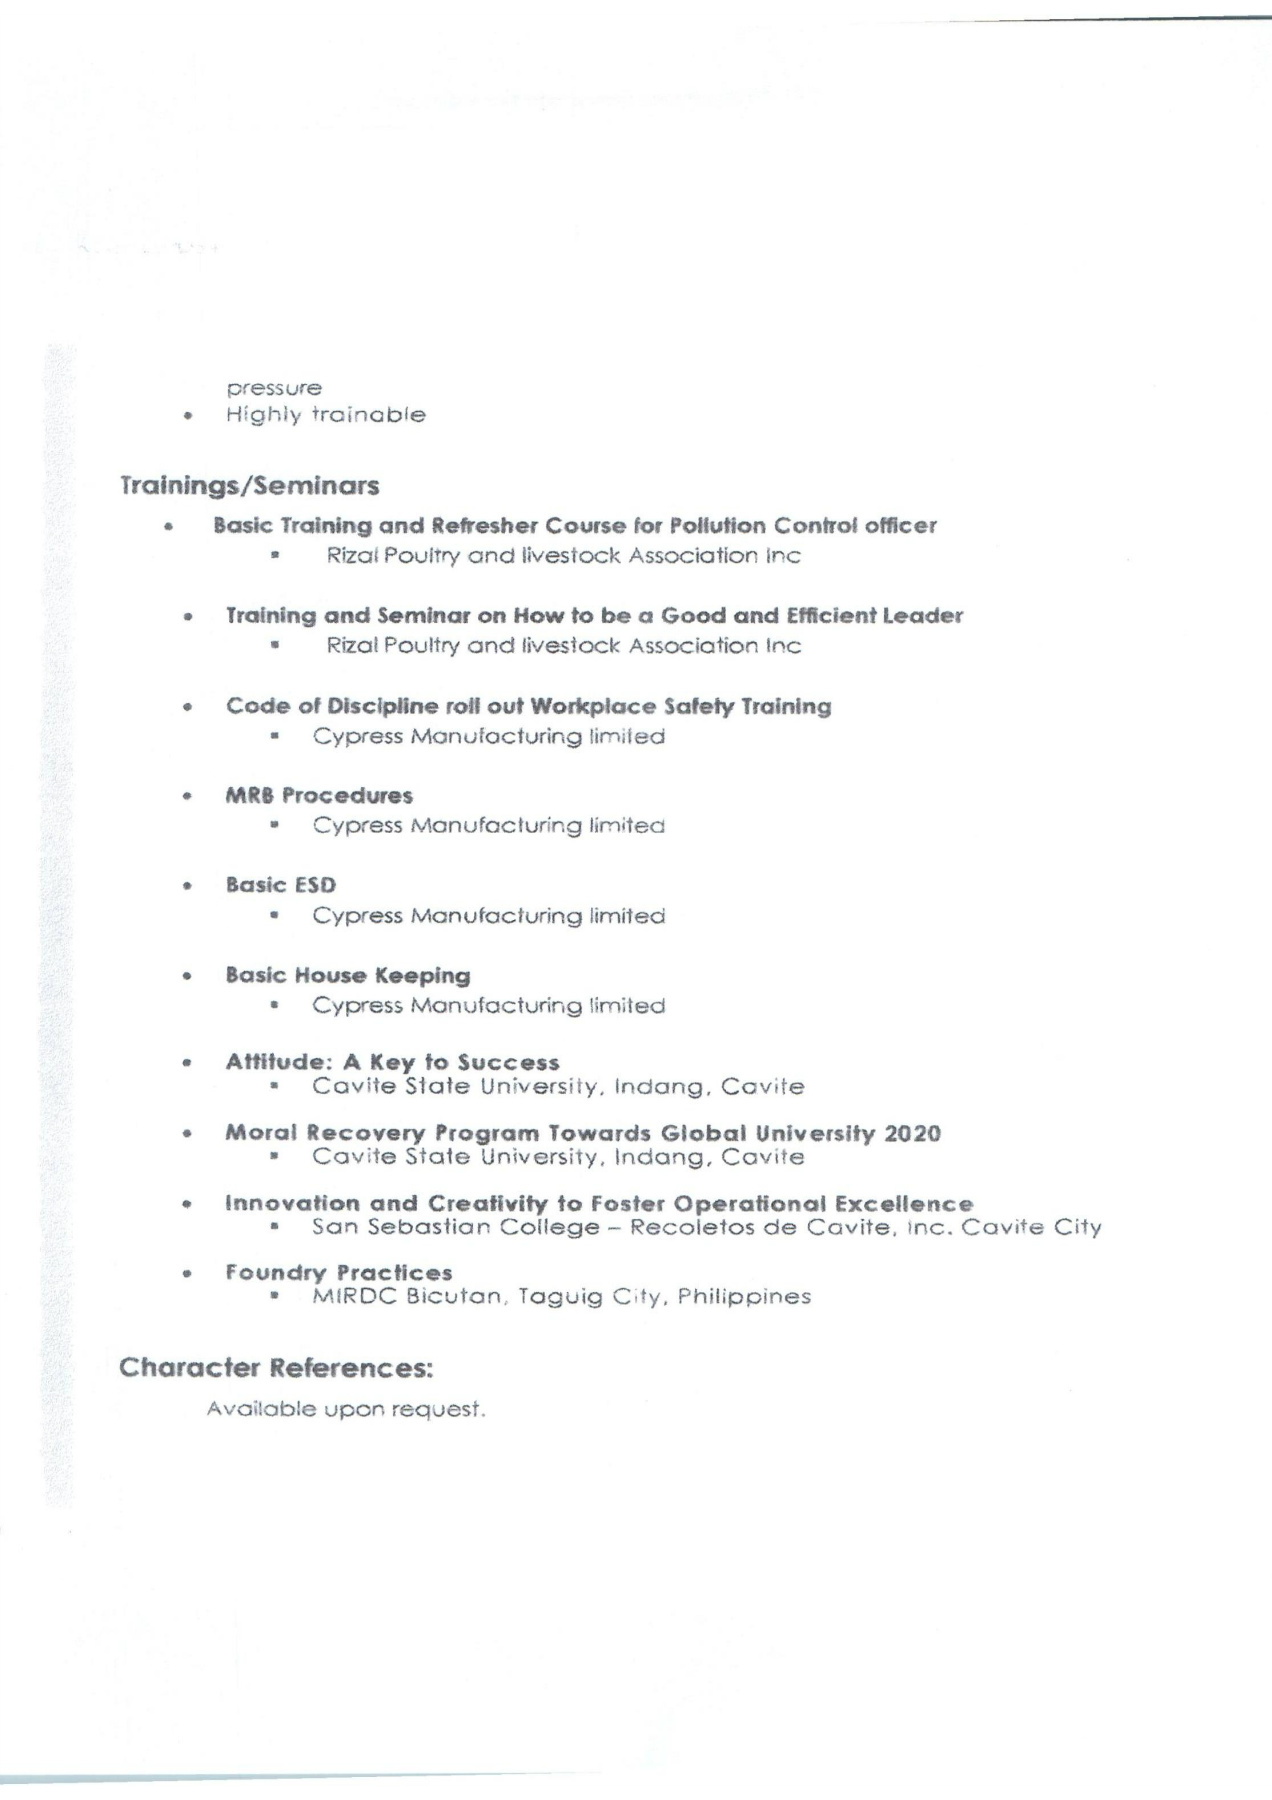 pressure
• Highly trainable
Trainings/Seminars
• Basic Training and Refresher Course for Pollution Control officer
▪ Rizal Poultry and livestock Association Inc
• Training and Seminar on How to be a Good and Efficient Leader
▪ Rizal Poultry and livestock Association Inc
• Code of Discipline roll out Workplace Safety Training
▪ Cypress Manufacturing limited
• MRB Procedures
▪ Cypress Manufacturing limited
• Basic ESD
▪ Cypress Manufacturing limited
• Basic House Keeping
▪ Cypress Manufacturing limited
• Attitude: A Key to Success
▪ Cavite State University, Indang, Cavite
• Moral Recovery Program Towards Global University 2020
▪ Cavite State University, Indang, Cavite
• Innovation and Creativity to Foster Operational Excellence
▪ San Sebastian College – Recoletos de Cavite, Inc. Cavite City
• Foundry Practices
▪ MIRDC Bicutan, Taguig City, Philippines
Character References:
Available upon request.